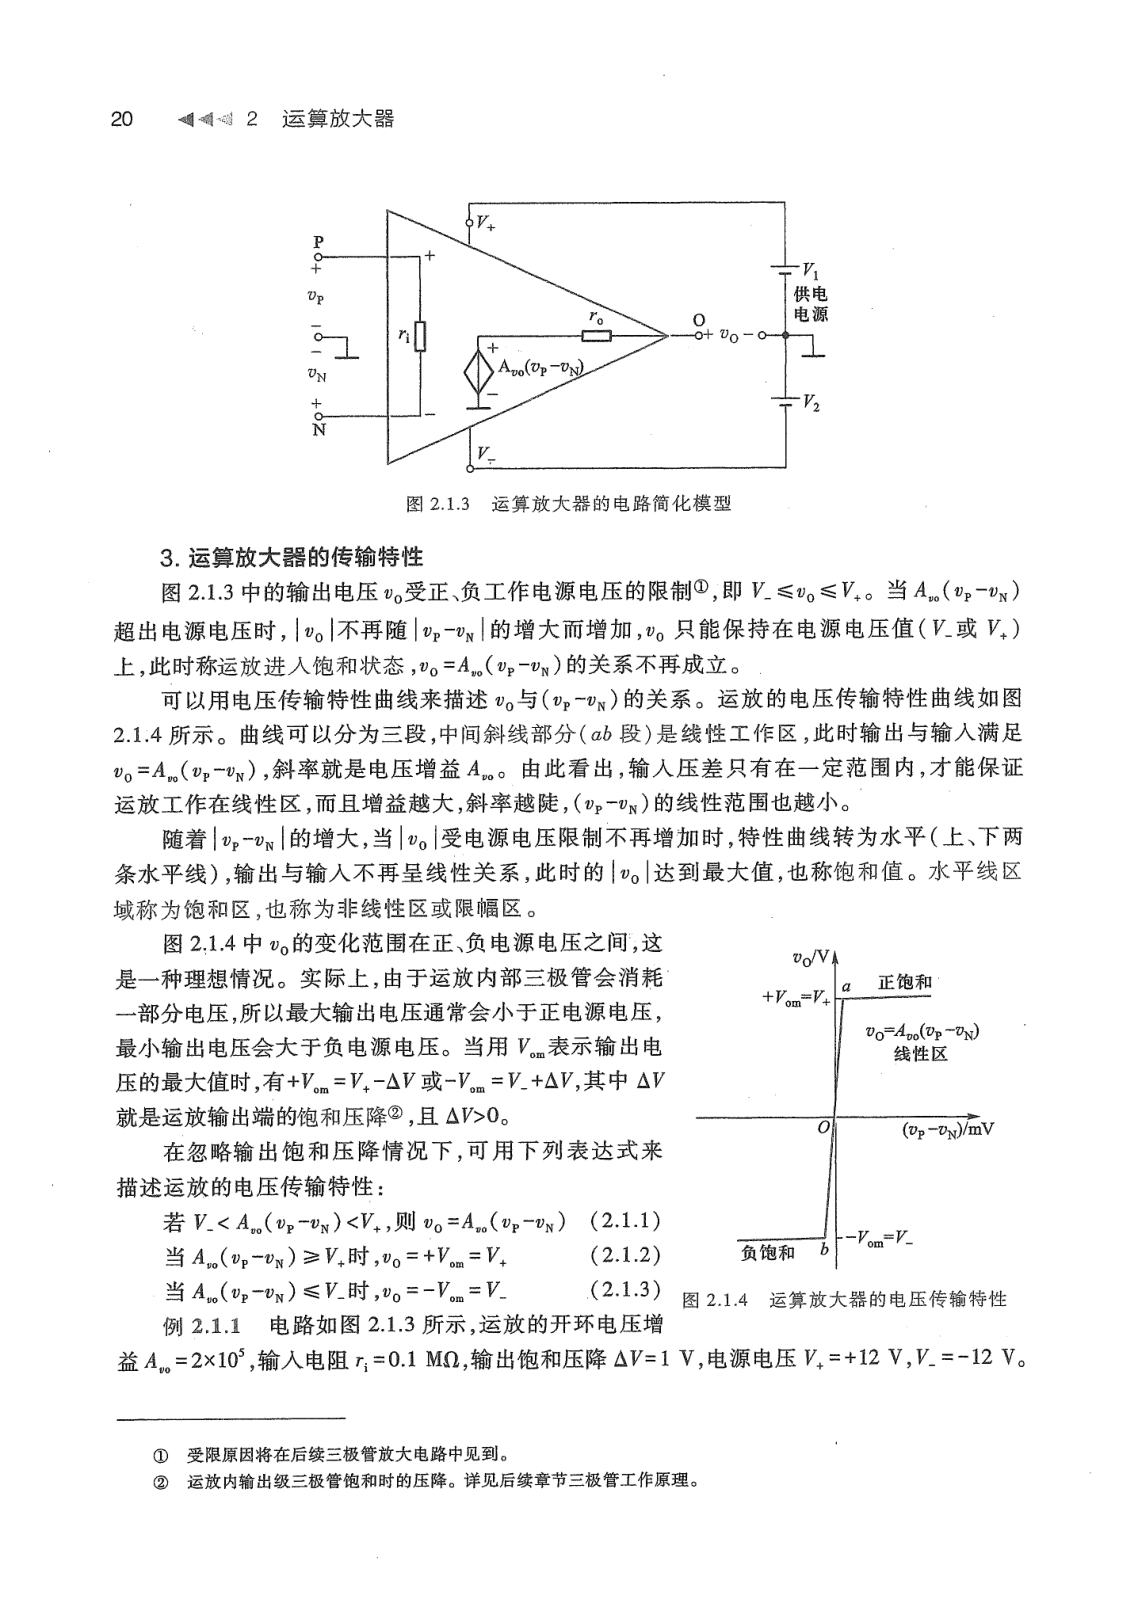 20 2 运算放大器
V₊
P
+
+
v_P
−
−
v_N
+
N
r_i
−
r_o
+
A_vo(v_P−v_N)
−
O
+ v_O −
V₁
供电
电源
V₂
V₋
图 2.1.3 运算放大器的电路简化模型
3. 运算放大器的传输特性
图 2.1.3 中的输出电压 v_O受正、负工作电源电压的限制①,即 V₋≤v_O≤V₊。当 A_vo(v_P−v_N)
超出电源电压时,|v_O|不再随|v_P−v_N|的增大而增加,v_O 只能保持在电源电压值(V₋或 V₊)
上,此时称运放进入饱和状态,v_O=A_vo(v_P−v_N)的关系不再成立。
可以用电压传输特性曲线来描述 v_O与(v_P−v_N)的关系。运放的电压传输特性曲线如图
2.1.4 所示。曲线可以分为三段,中间斜线部分(ab 段)是线性工作区,此时输出与输入满足
v_O=A_vo(v_P−v_N),斜率就是电压增益 A_vo。由此看出,输入压差只有在一定范围内,才能保证
运放工作在线性区,而且增益越大,斜率越陡,(v_P−v_N)的线性范围也越小。
随着|v_P−v_N|的增大,当|v_O|受电源电压限制不再增加时,特性曲线转为水平(上、下两
条水平线),输出与输入不再呈线性关系,此时的|v_O|达到最大值,也称饱和值。水平线区
域称为饱和区,也称为非线性区或限幅区。
图 2.1.4 中 v_O的变化范围在正、负电源电压之间,这
是一种理想情况。实际上,由于运放内部三极管会消耗
一部分电压,所以最大输出电压通常会小于正电源电压,
最小输出电压会大于负电源电压。当用 V_om表示输出电
压的最大值时,有+V_om=V₊−ΔV 或−V_om=V₋+ΔV,其中 ΔV
就是运放输出端的饱和压降②,且 ΔV>0。
在忽略输出饱和压降情况下,可用下列表达式来
描述运放的电压传输特性:
若 V₋<A_vo(v_P−v_N)<V₊,则 v_O=A_vo(v_P−v_N) (2.1.1)
当 A_vo(v_P−v_N)≥V₊时,v_O=+V_om=V₊ (2.1.2)
当 A_vo(v_P−v_N)≤V₋时,v_O=−V_om=V₋ (2.1.3)
v_O/V
+V_om=V₊
a 正饱和
v_O=A_vo(v_P−v_N)
线性区
O
(v_P−v_N)/mV
负饱和 b
−V_om=V₋
图 2.1.4 运算放大器的电压传输特性
例 2.1.1 电路如图 2.1.3 所示,运放的开环电压增
益 A_vo=2×10⁵,输入电阻 r_i=0.1 MΩ,输出饱和压降 ΔV=1 V,电源电压 V₊=+12 V,V₋=−12 V。
① 受限原因将在后续三极管放大电路中见到。
② 运放内输出级三极管饱和时的压降。详见后续章节三极管工作原理。